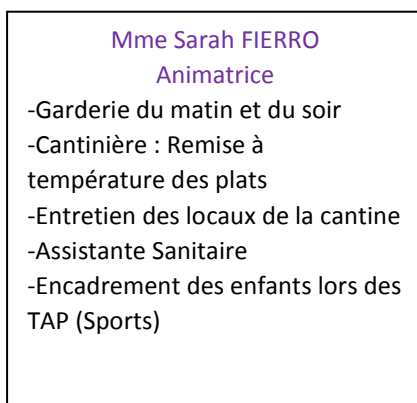 Mme Sarah FIERRO
Animatrice
-Garderie du matin et du soir
-Cantinière : Remise à
température des plats
-Entretien des locaux de la cantine
-Assistante Sanitaire
-Encadrement des enfants lors des
TAP (Sports)